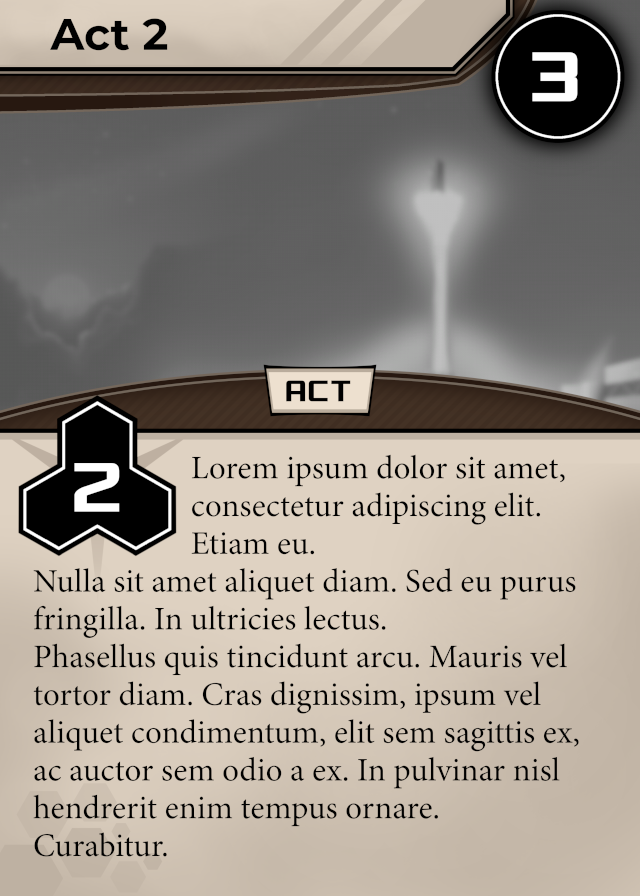 Act 2
3
ACT
2
Lorem ipsum dolor sit amet,
consectetur adipiscing elit.
Etiam eu.
Nulla sit amet aliquet diam. Sed eu purus
fringilla. In ultricies lectus.
Phasellus quis tincidunt arcu. Mauris vel
tortor diam. Cras dignissim, ipsum vel
aliquet condimentum, elit sem sagittis ex,
ac auctor sem odio a ex. In pulvinar nisl
hendrerit enim tempus ornare.
Curabitur.